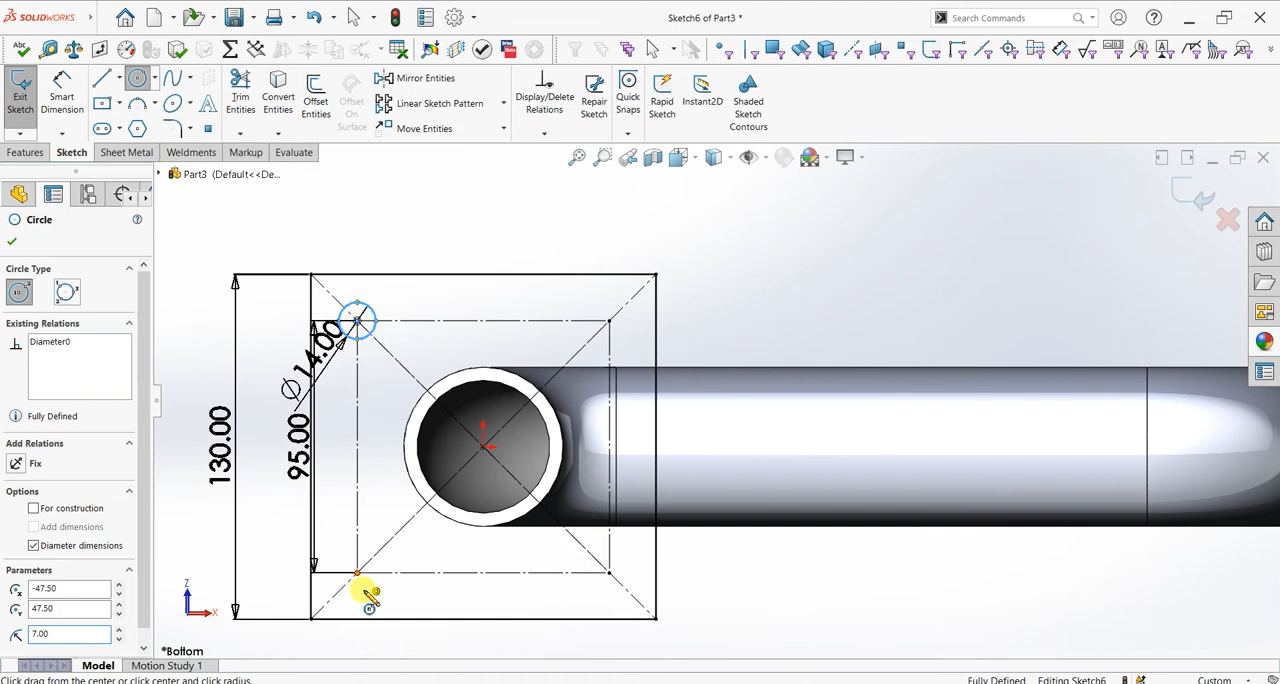 SOLIDWORKS
Sketch6 of Part3 *
Search Commands
Exit Sketch
Smart Dimension
Trim Entities
Convert Entities
Offset Entities
Offset On Surface
Mirror Entities
Linear Sketch Pattern
Move Entities
Display/Delete Relations
Repair Sketch
Quick Snaps
Rapid Sketch
Instant2D
Shaded Sketch Contours
Features
Sketch
Sheet Metal
Weldments
Markup
Evaluate
Part3 (Default<<De...
Circle
Circle Type
Existing Relations
Diameter0
Fully Defined
Add Relations
Fix
Options
For construction
Add dimensions
Diameter dimensions
Parameters
-47.50
47.50
7.00
130.00
95.00
∅14.00
Z
X
*Bottom
Model
Motion Study 1
Click drag from the center or click center and click radius.
Fully Defined
Editing Sketch6
Custom